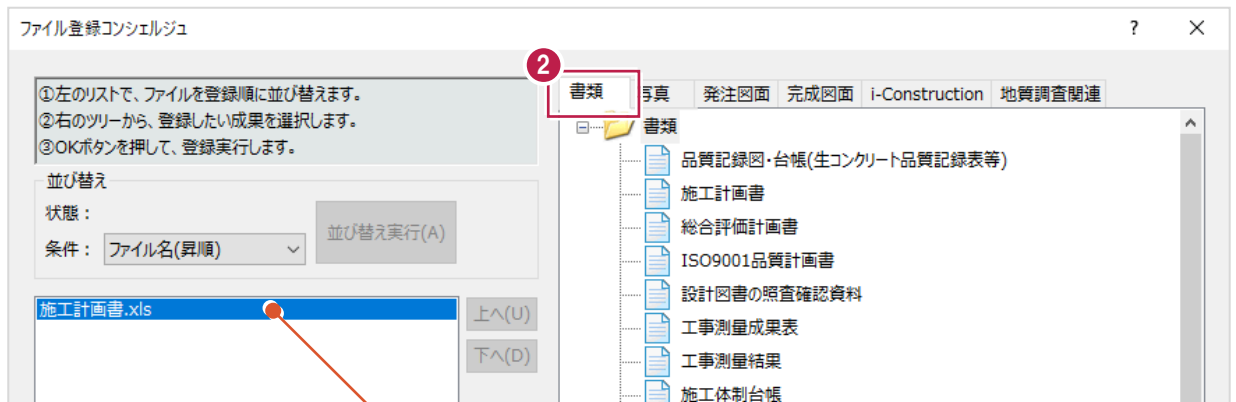 ファイル登録コンシェルジュ
?
2
①左のリストで、ファイルを登録順に並び替えます。
②右のツリーから、登録したい成果を選択します。
③OKボタンを押して、登録実行します。
並び替え
状態：
条件： ファイル名(昇順)
並び替え実行(A)
施工計画書.xls
上へ(U)
下へ(D)
書類 写真 発注図面 完成図面 i-Construction 地質調査関連
書類
品質記録図・台帳(生コンクリート品質記録表等)
施工計画書
総合評価計画書
ISO9001品質計画書
設計図書の照査確認資料
工事測量成果表
工事測量結果
施工体制台帳